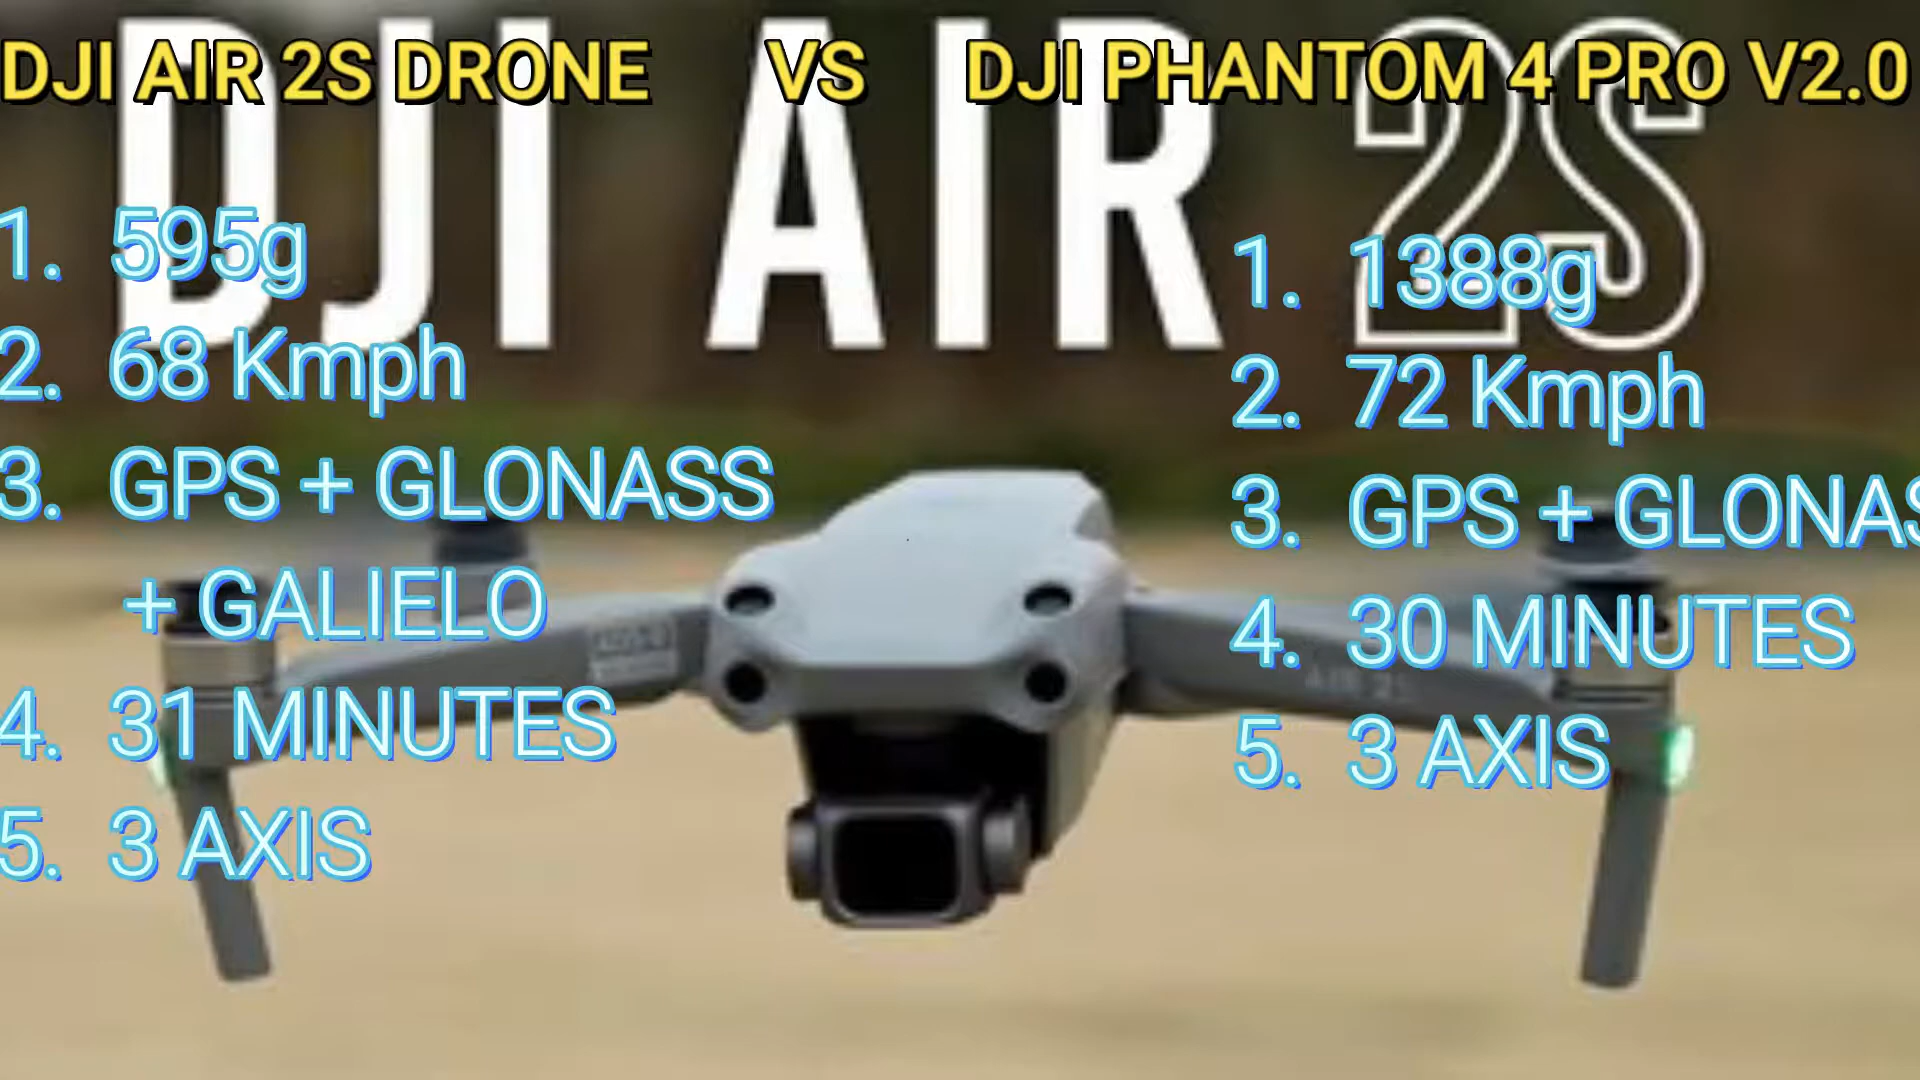 DJI AIR 2S
DJI AIR 2S DRONE VS DJI PHANTOM 4 PRO V2.0
1. 595g
2. 68 Kmph
3. GPS + GLONASS
+ GALIELO
4. 31 MINUTES
5. 3 AXIS
1. 1388g
2. 72 Kmph
3. GPS + GLONAS
4. 30 MINUTES
5. 3 AXIS
AIR 2S